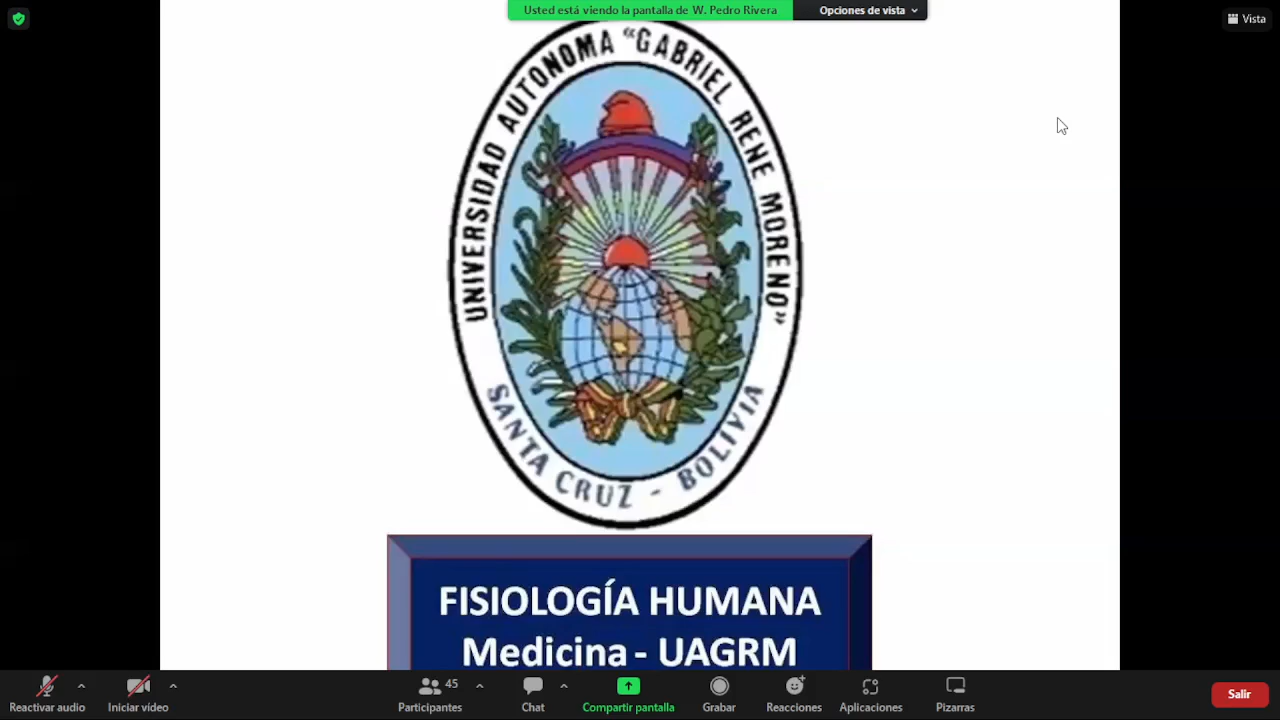 Usted está viendo la pantalla de W. Pedro Rivera
Opciones de vista
Vista
UNIVERSIDAD AUTONOMA “GABRIEL RENE MORENO”
SANTA CRUZ - BOLIVIA
FISIOLOGÍA HUMANA
Medicina - UAGRM
45
Reactivar audio
Iniciar video
Participantes
Chat
Compartir pantalla
Grabar
Reacciones
Aplicaciones
Pizarras
Salir